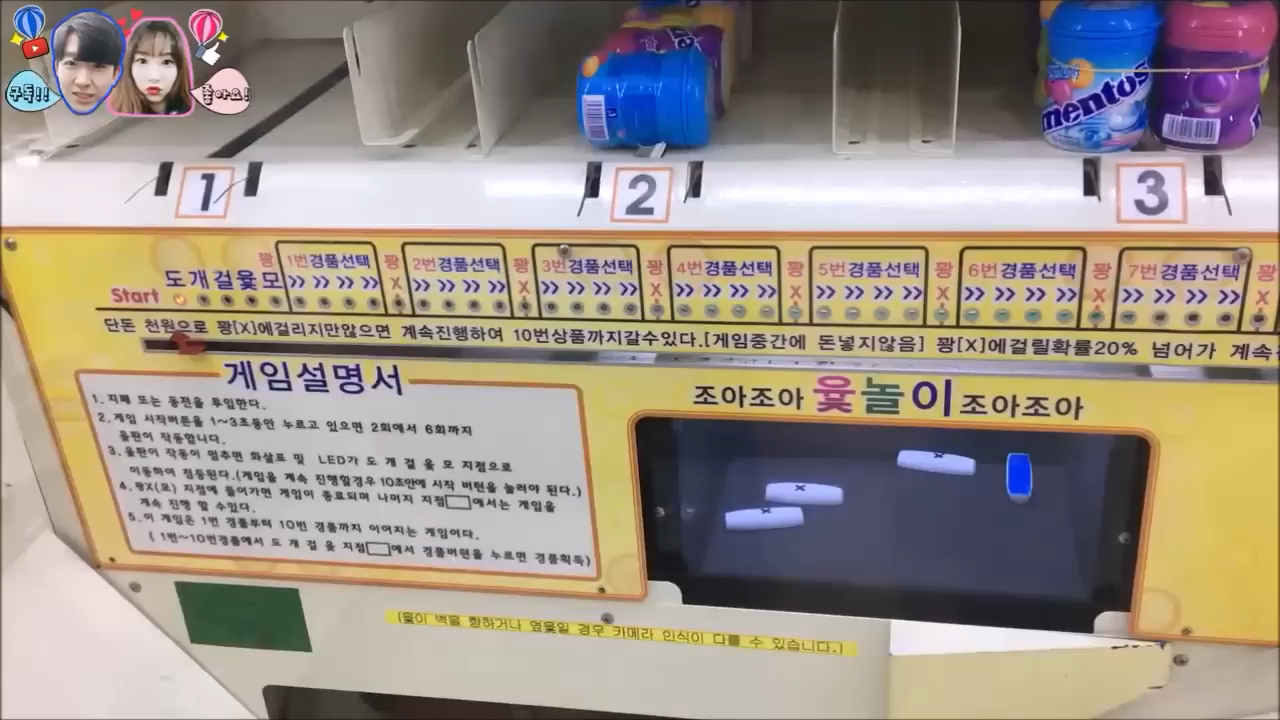 구독!!
좋아요!
mentos
1
2
3
Start
도개걸윷모
꽝
1번경품선택
꽝
X
2번경품선택
꽝
X
3번경품선택
꽝
X
4번경품선택
꽝
X
5번경품선택
꽝
X
6번경품선택
꽝
X
7번경품선택
꽝
X
단돈 천원으로 꽝[X]에걸리지만않으면 계속진행하여 10번상품까지갈수있다.[게임중간에 돈넣지않음] 꽝[X]에걸릴확률20% 넘어가 계속
게임설명서
1. 지폐 또는 동전을 투입한다.
2. 게임 시작버튼을 1~3초동안 누르고 있으면 2회에서 6회까지
윷판이 작동합니다.
3. 윷판이 작동이 멈추면 화살표 및 LED가 도 개 걸 윷 모 지점으로
이동하여 점등된다.(게임을 계속 진행할경우 10초안에 시작 버턴을 눌러야 된다.)
4. 꽝X(모) 지점에 들어가면 게임이 종료되며 나머지 지점 에서는 게임을
계속 진행 할 수있다.
5. 이 게임은 1번 경품부터 10번 경품까지 이어지는 게임이다.
( 1번~10번경품에서 도 개 걸 윷 지점 에서 경품버턴을 누르면 경품획득)
조아조아 윷놀이 조아조아
(윷이 벽을 향하거나 옆윷일 경우 카메라 인식이 다를 수 있습니다.)